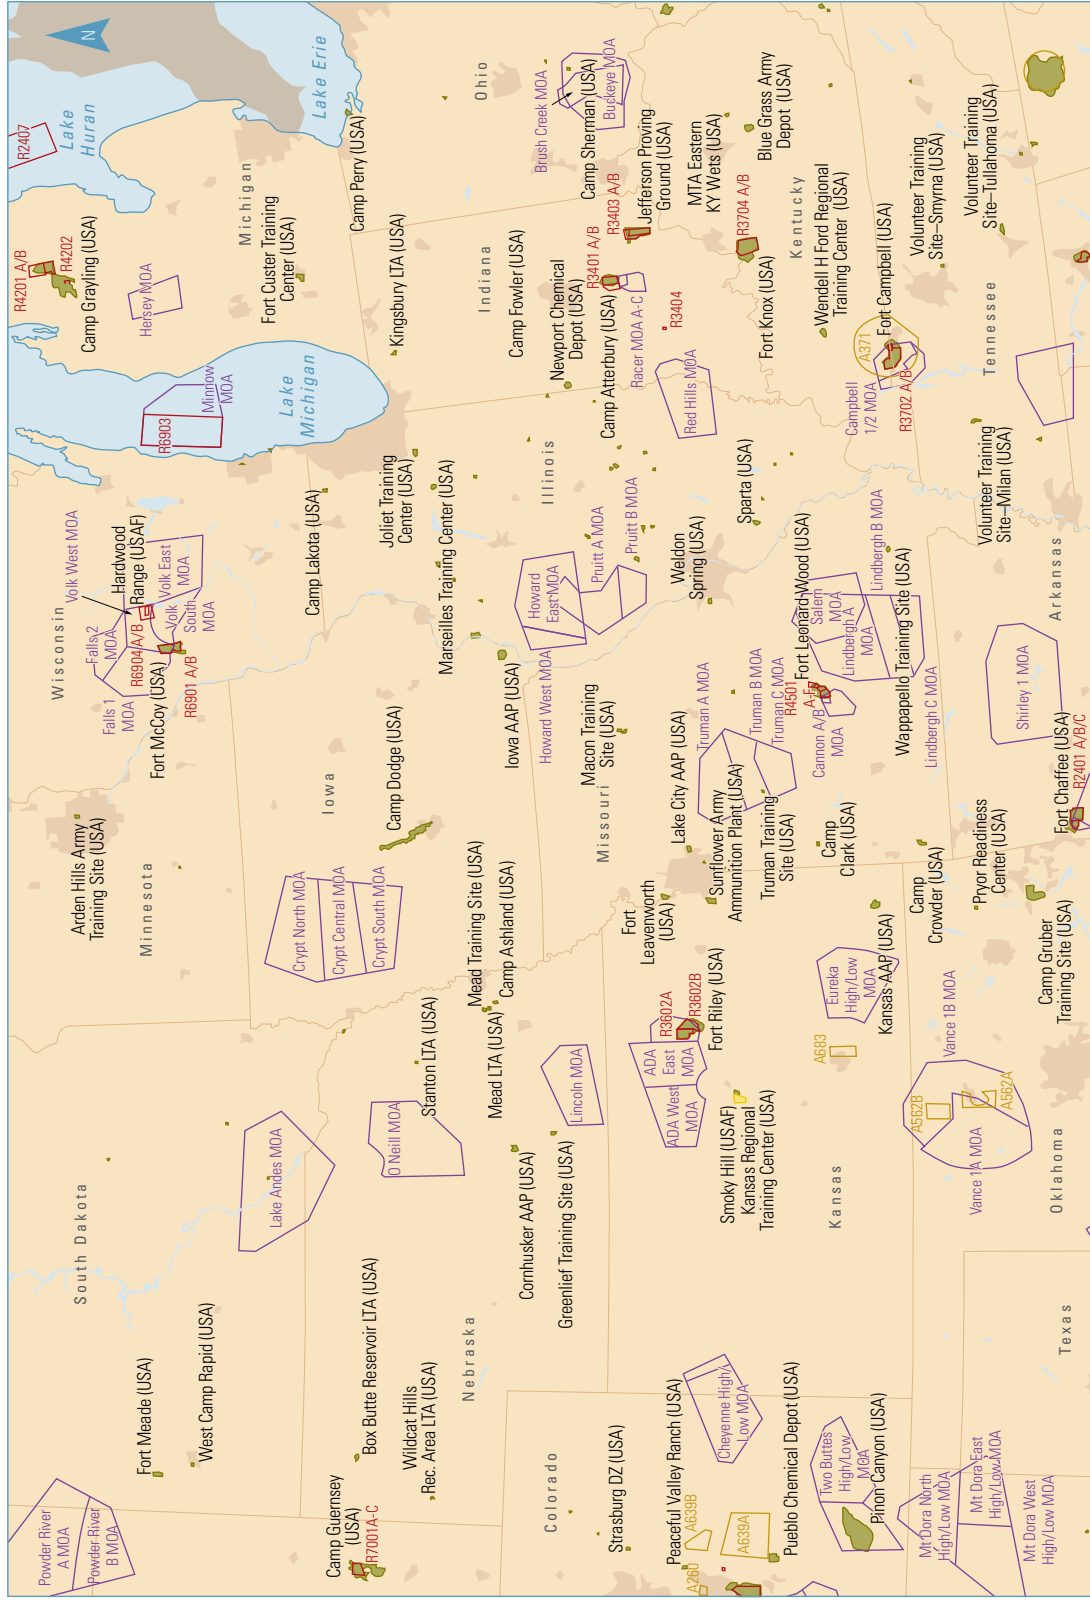 N
Lake
Huran
R2407
Lake Erie
R4201 A/B
R4202
Camp Grayling (USA)
Michigan
Hersey MOA
Fort Custer Training
Center (USA)
Camp Perry (USA)
Ohio
Brush Creek MOA
Camp Sherman (USA)
Buckeye MOA
Minnow
MOA
R6903
Lake
Michigan
Kingsbury LTA (USA)
Indiana
Camp Fowler (USA)
Newport Chemical
Depot (USA)
R3401 A/B
R3403 A/B
Jefferson Proving
Ground (USA)
MTA Eastern
KY Wets (USA)
Blue Grass Army
Depot (USA)
Camp Atterbury (USA)
Racer MOA A-C
R3404
R3704 A/B
Fort Knox (USA)
Kentucky
Wendell H Ford Regional
Training Center (USA)
Red Hills MOA
A371
Fort Campbell (USA)
Campbell
1/2 MOA
R3702 A/B
Volunteer Training
Site–Smyrna (USA)
Volunteer Training
Site–Tullahoma (USA)
Tennessee
Volunteer Training
Site–Milan (USA)
Wisconsin
Volk West MOA
Hardwood
Range (USAF)
Volk East
MOA
Volk
South
MOA
Falls 2
MOA
Falls 1
MOA
R6904 A/B
R6901 A/B
Fort McCoy (USA)
Camp Lakota (USA)
Joliet Training
Center (USA)
Marseilles Training Center (USA)
Illinois
Howard
East MOA
Howard West MOA
Pruitt A MOA
Pruitt B MOA
Weldon
Spring (USA)
Sparta (USA)
Fort Leonard Wood (USA)
Salem
MOA
Lindbergh A
MOA
Lindbergh B MOA
Lindbergh C MOA
Wappapello Training Site (USA)
Arkansas
Shirley 1 MOA
Fort Chaffee (USA)
R2401 A/B/C
Iowa AAP (USA)
Macon Training
Site (USA)
Missouri
Lake City AAP (USA)
Truman A MOA
Truman B MOA
Truman C MOA
R4501
A-F
Cannon A/B
MOA
Sunflower Army
Ammunition Plant (USA)
Truman Training
Site (USA)
Camp
Clark (USA)
Camp
Crowder (USA)
Pryor Readiness
Center (USA)
Camp Gruber
Training Site (USA)
Arden Hills Army
Training Site (USA)
Minnesota
Iowa
Camp Dodge (USA)
Crypt North MOA
Crypt Central MOA
Crypt South MOA
Mead Training Site (USA)
Camp Ashland (USA)
Mead LTA (USA)
Stanton LTA (USA)
Fort
Leavenworth
(USA)
R3602A
R3602B
Fort Riley (USA)
ADA
East
MOA
ADA West
MOA
Smoky Hill (USAF)
Kansas Regional
Training Center (USA)
Eureka
High/Low
MOA
Kansas AAP (USA)
A683
Kansas
Vance 1B MOA
Vance 1A MOA
A562B
A562A
Oklahoma
Lincoln MOA
O Neill MOA
Lake Andes MOA
South Dakota
Cornhusker AAP (USA)
Greenlief Training Site (USA)
Nebraska
Fort Meade (USA)
West Camp Rapid (USA)
Box Butte Reservoir LTA (USA)
Wildcat Hills
Rec. Area LTA (USA)
Powder River
A MOA
Powder River
B MOA
Camp Guernsey
(USA)
R7001A-C
Colorado
Strasburg DZ (USA)
Peaceful Valley Ranch (USA)
A260
A639B
A639A
Cheyenne High/
Low MOA
Pueblo Chemical Depot (USA)
Two Buttes
High/Low
MOA
Pinon Canyon (USA)
Mt Dora North
High/Low MOA
Mt Dora East
High/Low MOA
Mt Dora West
High/Low MOA
Texas